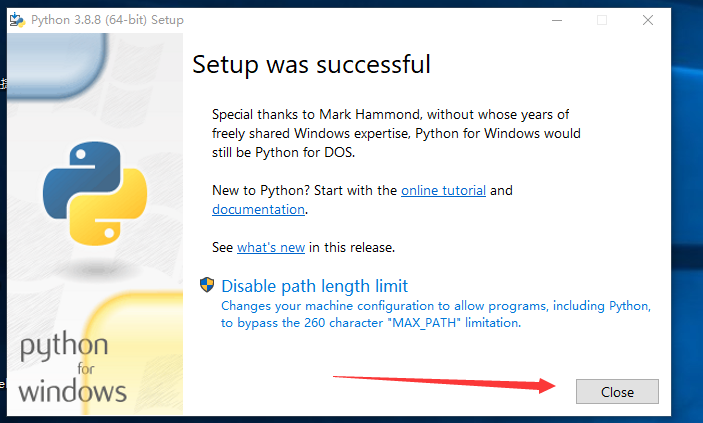 Python 3.8.8 (64-bit) Setup
Setup was successful
Special thanks to Mark Hammond, without whose years of
freely shared Windows expertise, Python for Windows would
still be Python for DOS.
New to Python? Start with the online tutorial and
documentation.
See what's new in this release.
Disable path length limit
Changes your machine configuration to allow programs, including Python,
to bypass the 260 character "MAX_PATH" limitation.
python
for
windows
Close